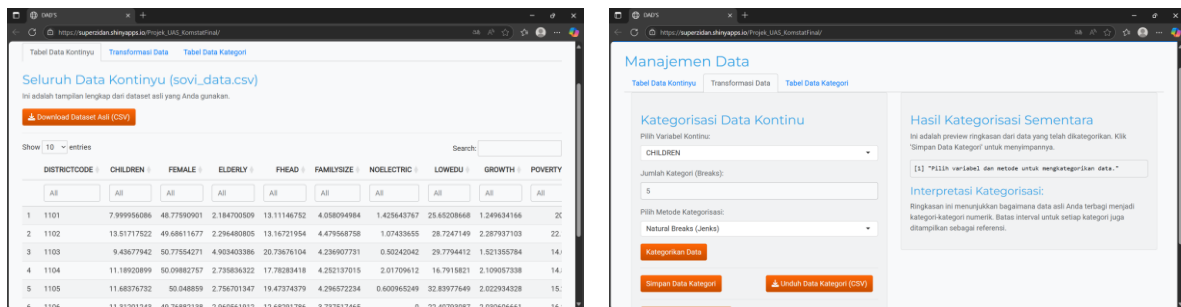 DAD'S
https://superzidan.shinyapps.io/Projek_UAS_KomstatFinal/
Tabel Data Kontinyu Transformasi Data Tabel Data Kategori
Seluruh Data Kontinyu (sovi_data.csv)
Ini adalah tampilan lengkap dari dataset asli yang Anda gunakan.
Download Dataset Asli (CSV)
Show 10 entries Search:
DISTRICTCODE CHILDREN FEMALE ELDERLY FHEAD FAMILYSIZE NOELECTRIC LOWEDU GROWTH POVERTY
All All All All All All All All All All
1 1101 7.999956086 48.77590901 2.184700509 13.11146752 4.058094984 1.425643767 25.65208668 1.249634166 20
2 1102 13.51717522 49.68611677 2.296480805 13.16721954 4.479568758 1.07433655 28.7247149 2.287937103 22.
3 1103 9.43677942 50.77554271 4.903403386 20.73676104 4.236907731 0.50242042 29.7794412 1.521355784 14.
4 1104 11.18920899 50.09882757 2.735836322 17.78283418 4.252137015 2.01709612 16.7915821 2.109057338 14.
5 1105 11.68376732 50.048859 2.756701347 19.47374379 4.296572234 0.600965249 32.83977649 2.022934328 15.
6 1106
DAD'S
https://superzidan.shinyapps.io/Projek_UAS_KomstatFinal/
Manajemen Data
Tabel Data Kontinyu Transformasi Data Tabel Data Kategori
Kategorisasi Data Kontinu
Pilih Variabel Kontinu:
CHILDREN
Jumlah Kategori (Breaks):
5
Pilih Metode Kategorisasi:
Natural Breaks (Jenks)
Kategorikan Data
Simpan Data Kategori Unduh Data Kategori (CSV)
Hasil Kategorisasi Sementara
Ini adalah preview ringkasan dari data yang telah dikategorikan. Klik
'Simpan Data Kategori' untuk menyimpannya.
[1] "Pilih variabel dan metode untuk mengkategorikan data."
Interpretasi Kategorisasi:
Ringkasan ini menunjukkan bagaimana data asli Anda terbagi menjadi
kategori-kategori numerik. Batas interval untuk setiap kategori juga
ditampilkan sebagai referensi.